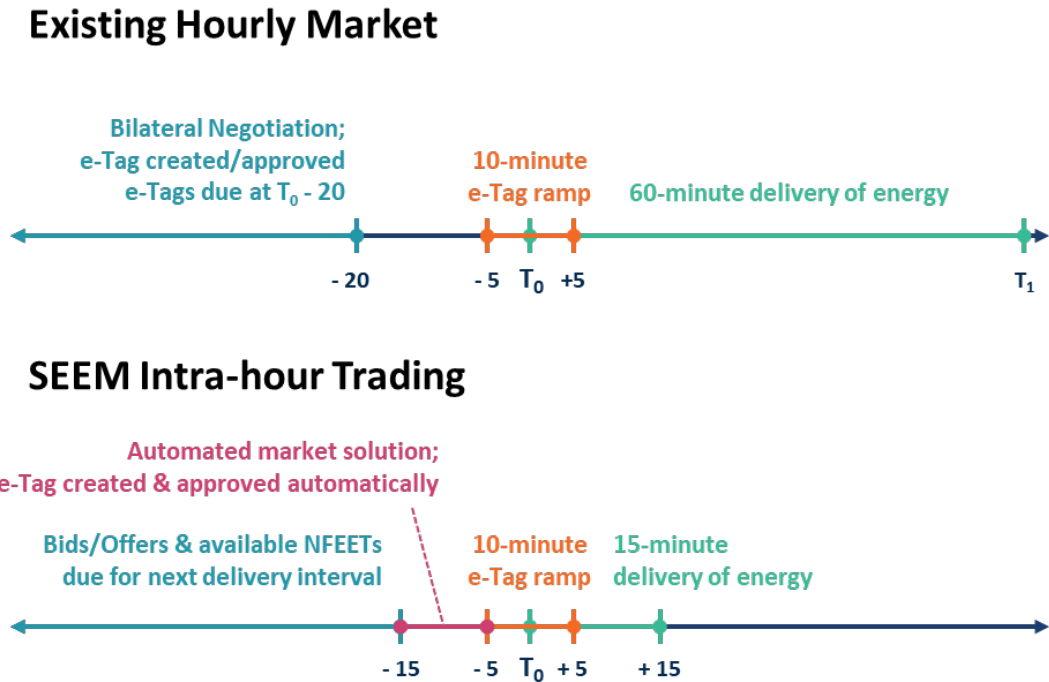 Existing Hourly Market
Bilateral Negotiation;
e-Tag created/approved
e-Tags due at T₀ - 20
10-minute
e-Tag ramp
60-minute delivery of energy
- 20
- 5
T₀
+5
T₁
SEEM Intra-hour Trading
Automated market solution;
e-Tag created & approved automatically
Bids/Offers & available NFEETs
due for next delivery interval
10-minute
e-Tag ramp
15-minute
delivery of energy
- 15
- 5
T₀
+ 5
+ 15